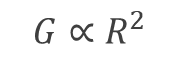 G ∝ R²